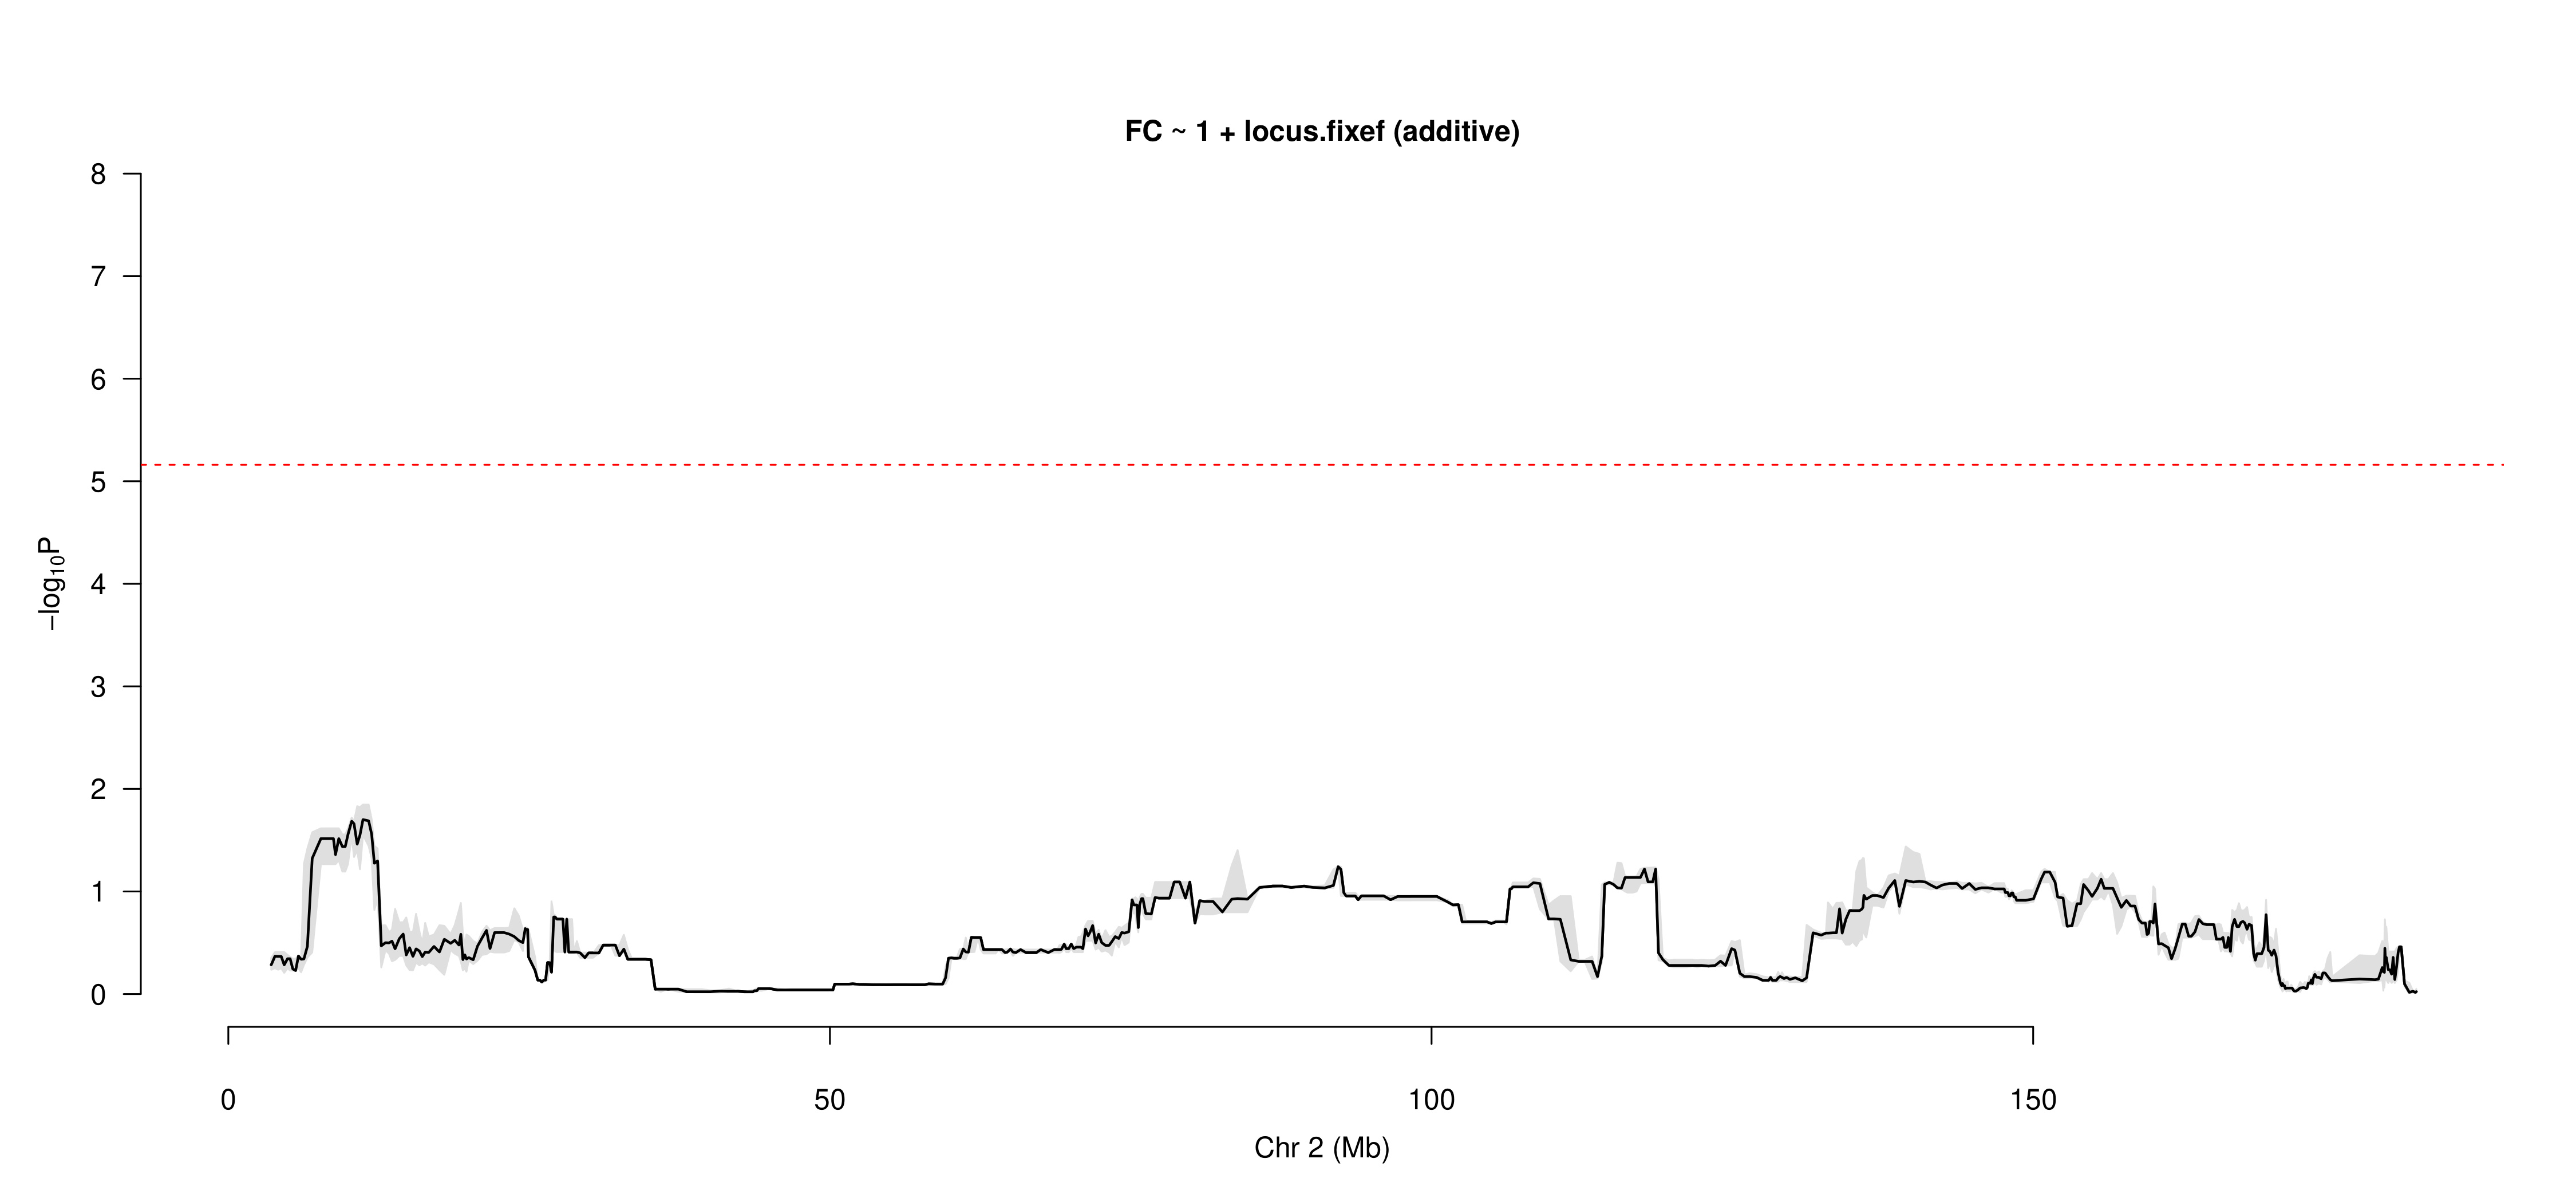 FC ~ 1 + locus.fixef (additive)
8
7
6
5
4
3
2
1
0
−log10P
0 50 100 150
Chr 2 (Mb)